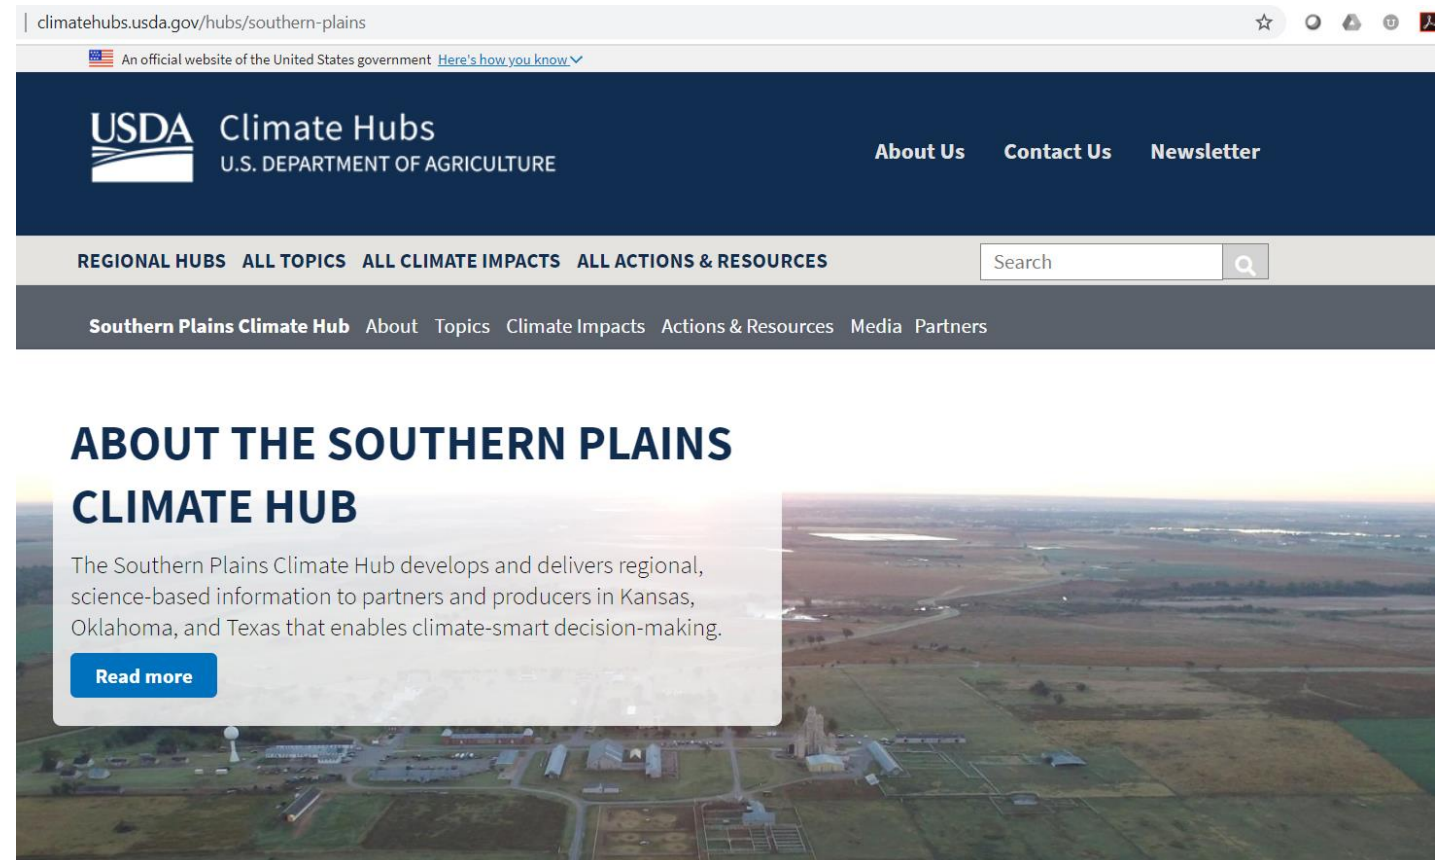 climatehubs.usda.gov/hubs/southern-plains
An official website of the United States government Here's how you know
USDA Climate Hubs
U.S. DEPARTMENT OF AGRICULTURE
About Us Contact Us Newsletter
REGIONAL HUBS ALL TOPICS ALL CLIMATE IMPACTS ALL ACTIONS & RESOURCES Search
Southern Plains Climate Hub About Topics Climate Impacts Actions & Resources Media Partners
ABOUT THE SOUTHERN PLAINS
CLIMATE HUB
The Southern Plains Climate Hub develops and delivers regional,
science-based information to partners and producers in Kansas,
Oklahoma, and Texas that enables climate-smart decision-making.
Read more